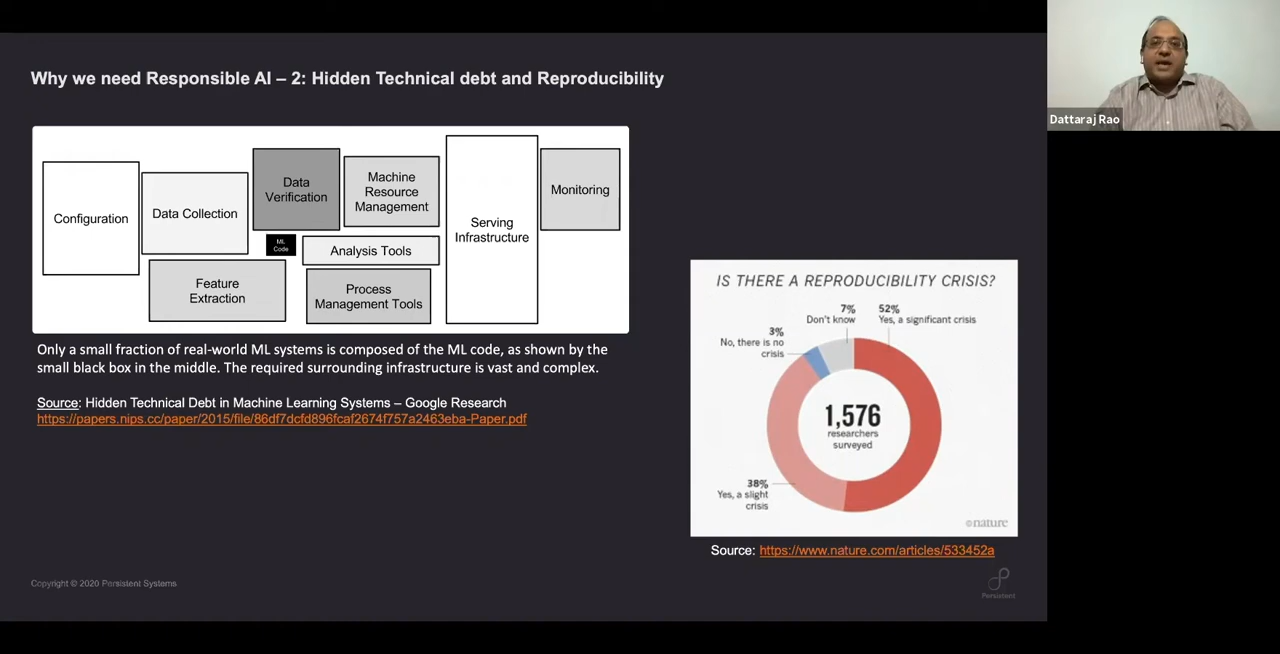 Why we need Responsible AI – 2: Hidden Technical debt and Reproducibility
Dattaraj Rao
Configuration
Data Collection
Data
Verification
Machine
Resource
Management
Serving
Infrastructure
Monitoring
ML
Code
Analysis Tools
Feature
Extraction
Process
Management Tools
Only a small fraction of real-world ML systems is composed of the ML code, as shown by the
small black box in the middle. The required surrounding infrastructure is vast and complex.
Source: Hidden Technical Debt in Machine Learning Systems – Google Research
https://papers.nips.cc/paper/2015/file/86df7dcfd896fcaf2674f757a2463eba-Paper.pdf
IS THERE A REPRODUCIBILITY CRISIS?
7%
Don't know
52%
Yes, a significant crisis
3%
No, there is no
crisis
1,576
researchers
surveyed
38%
Yes, a slight
crisis
©nature
Source: https://www.nature.com/articles/533452a
Copyright © 2020 Persistent Systems
Persistent